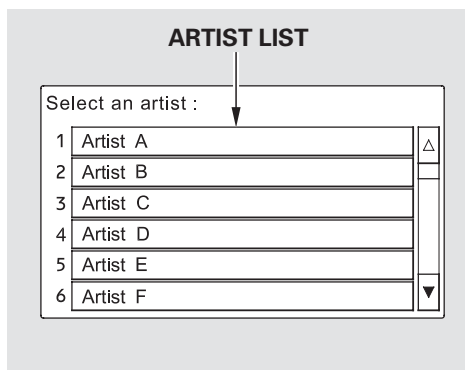 ARTIST LIST
Select an artist :
1 Artist A
2 Artist B
3 Artist C
4 Artist D
5 Artist E
6 Artist F